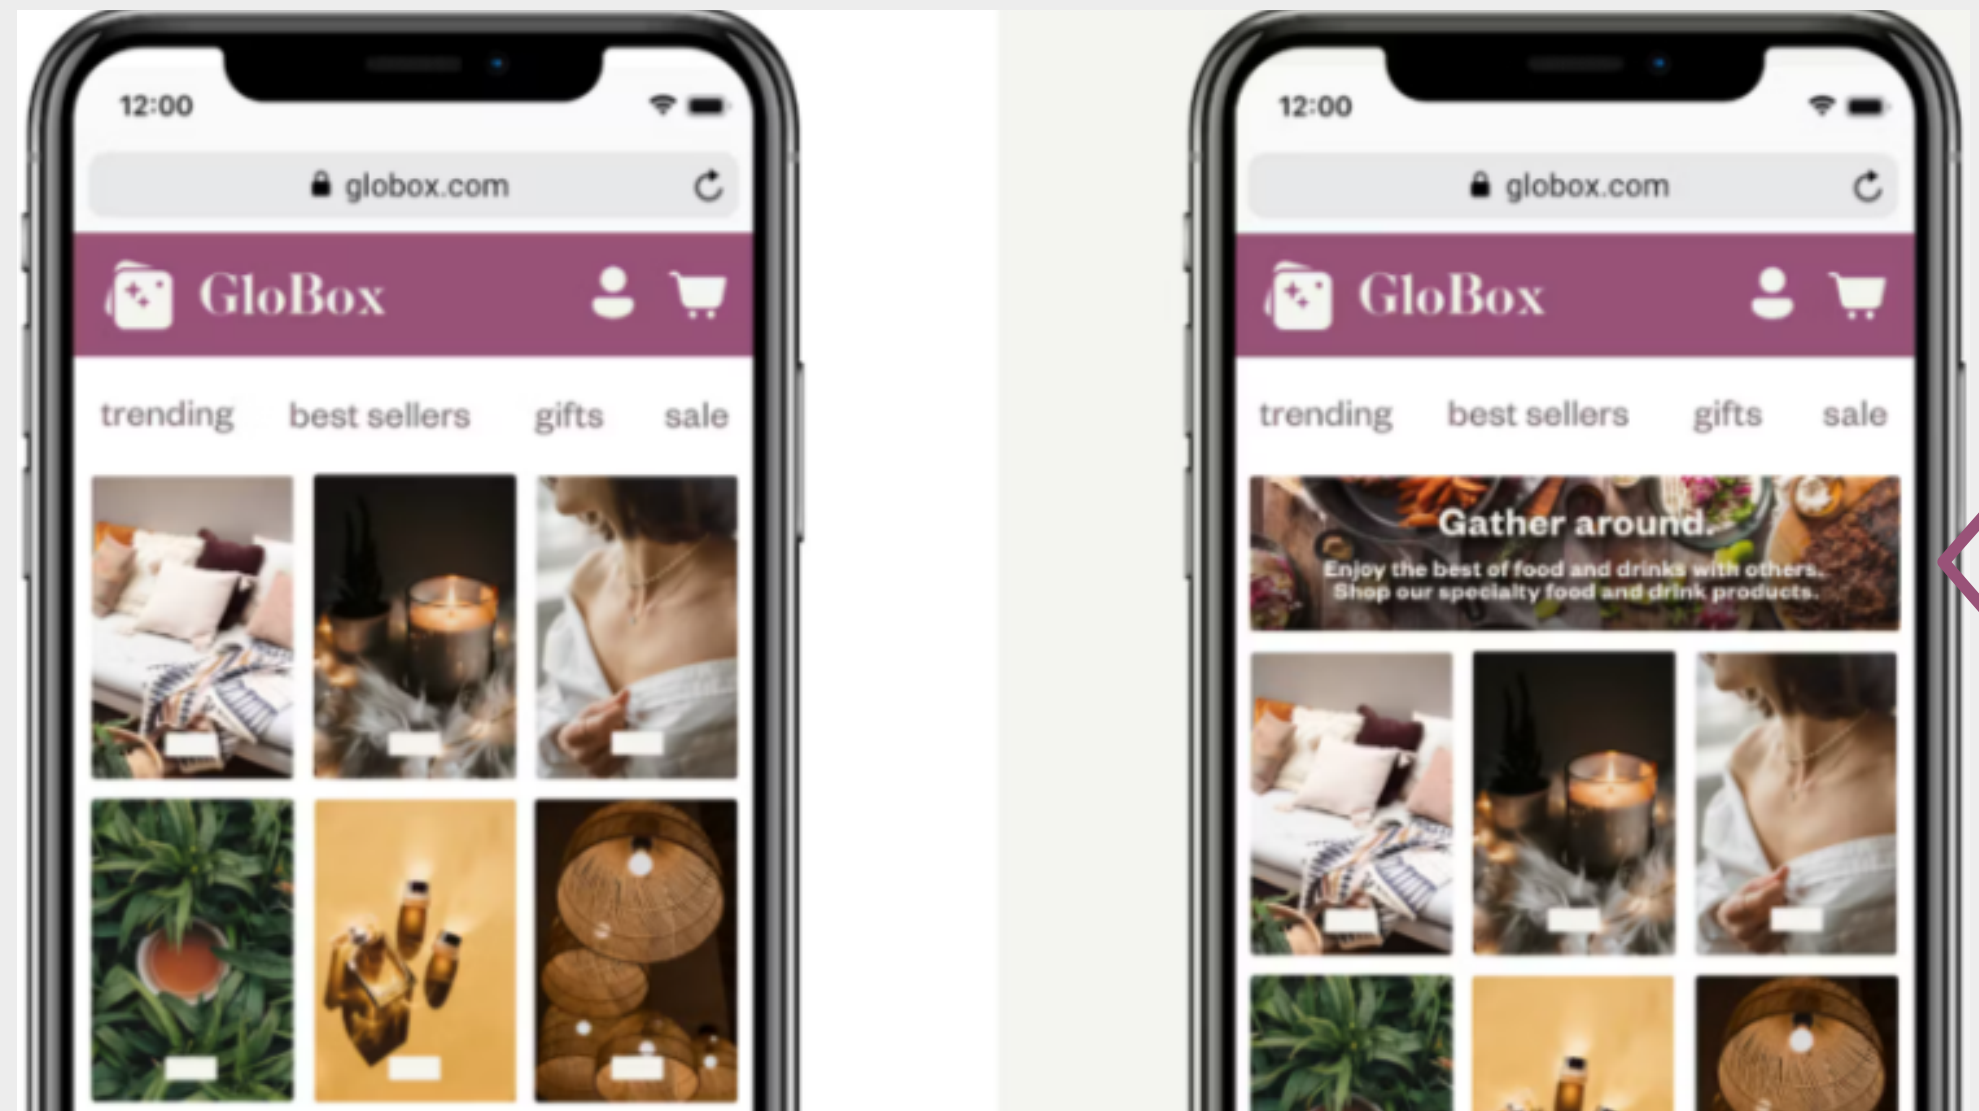 12:00
globox.com
GloBox
trending best sellers gifts sale
12:00
globox.com
GloBox
trending best sellers gifts sale
Gather around.
Enjoy the best of food and drinks with others.
Shop our specialty food and drink products.